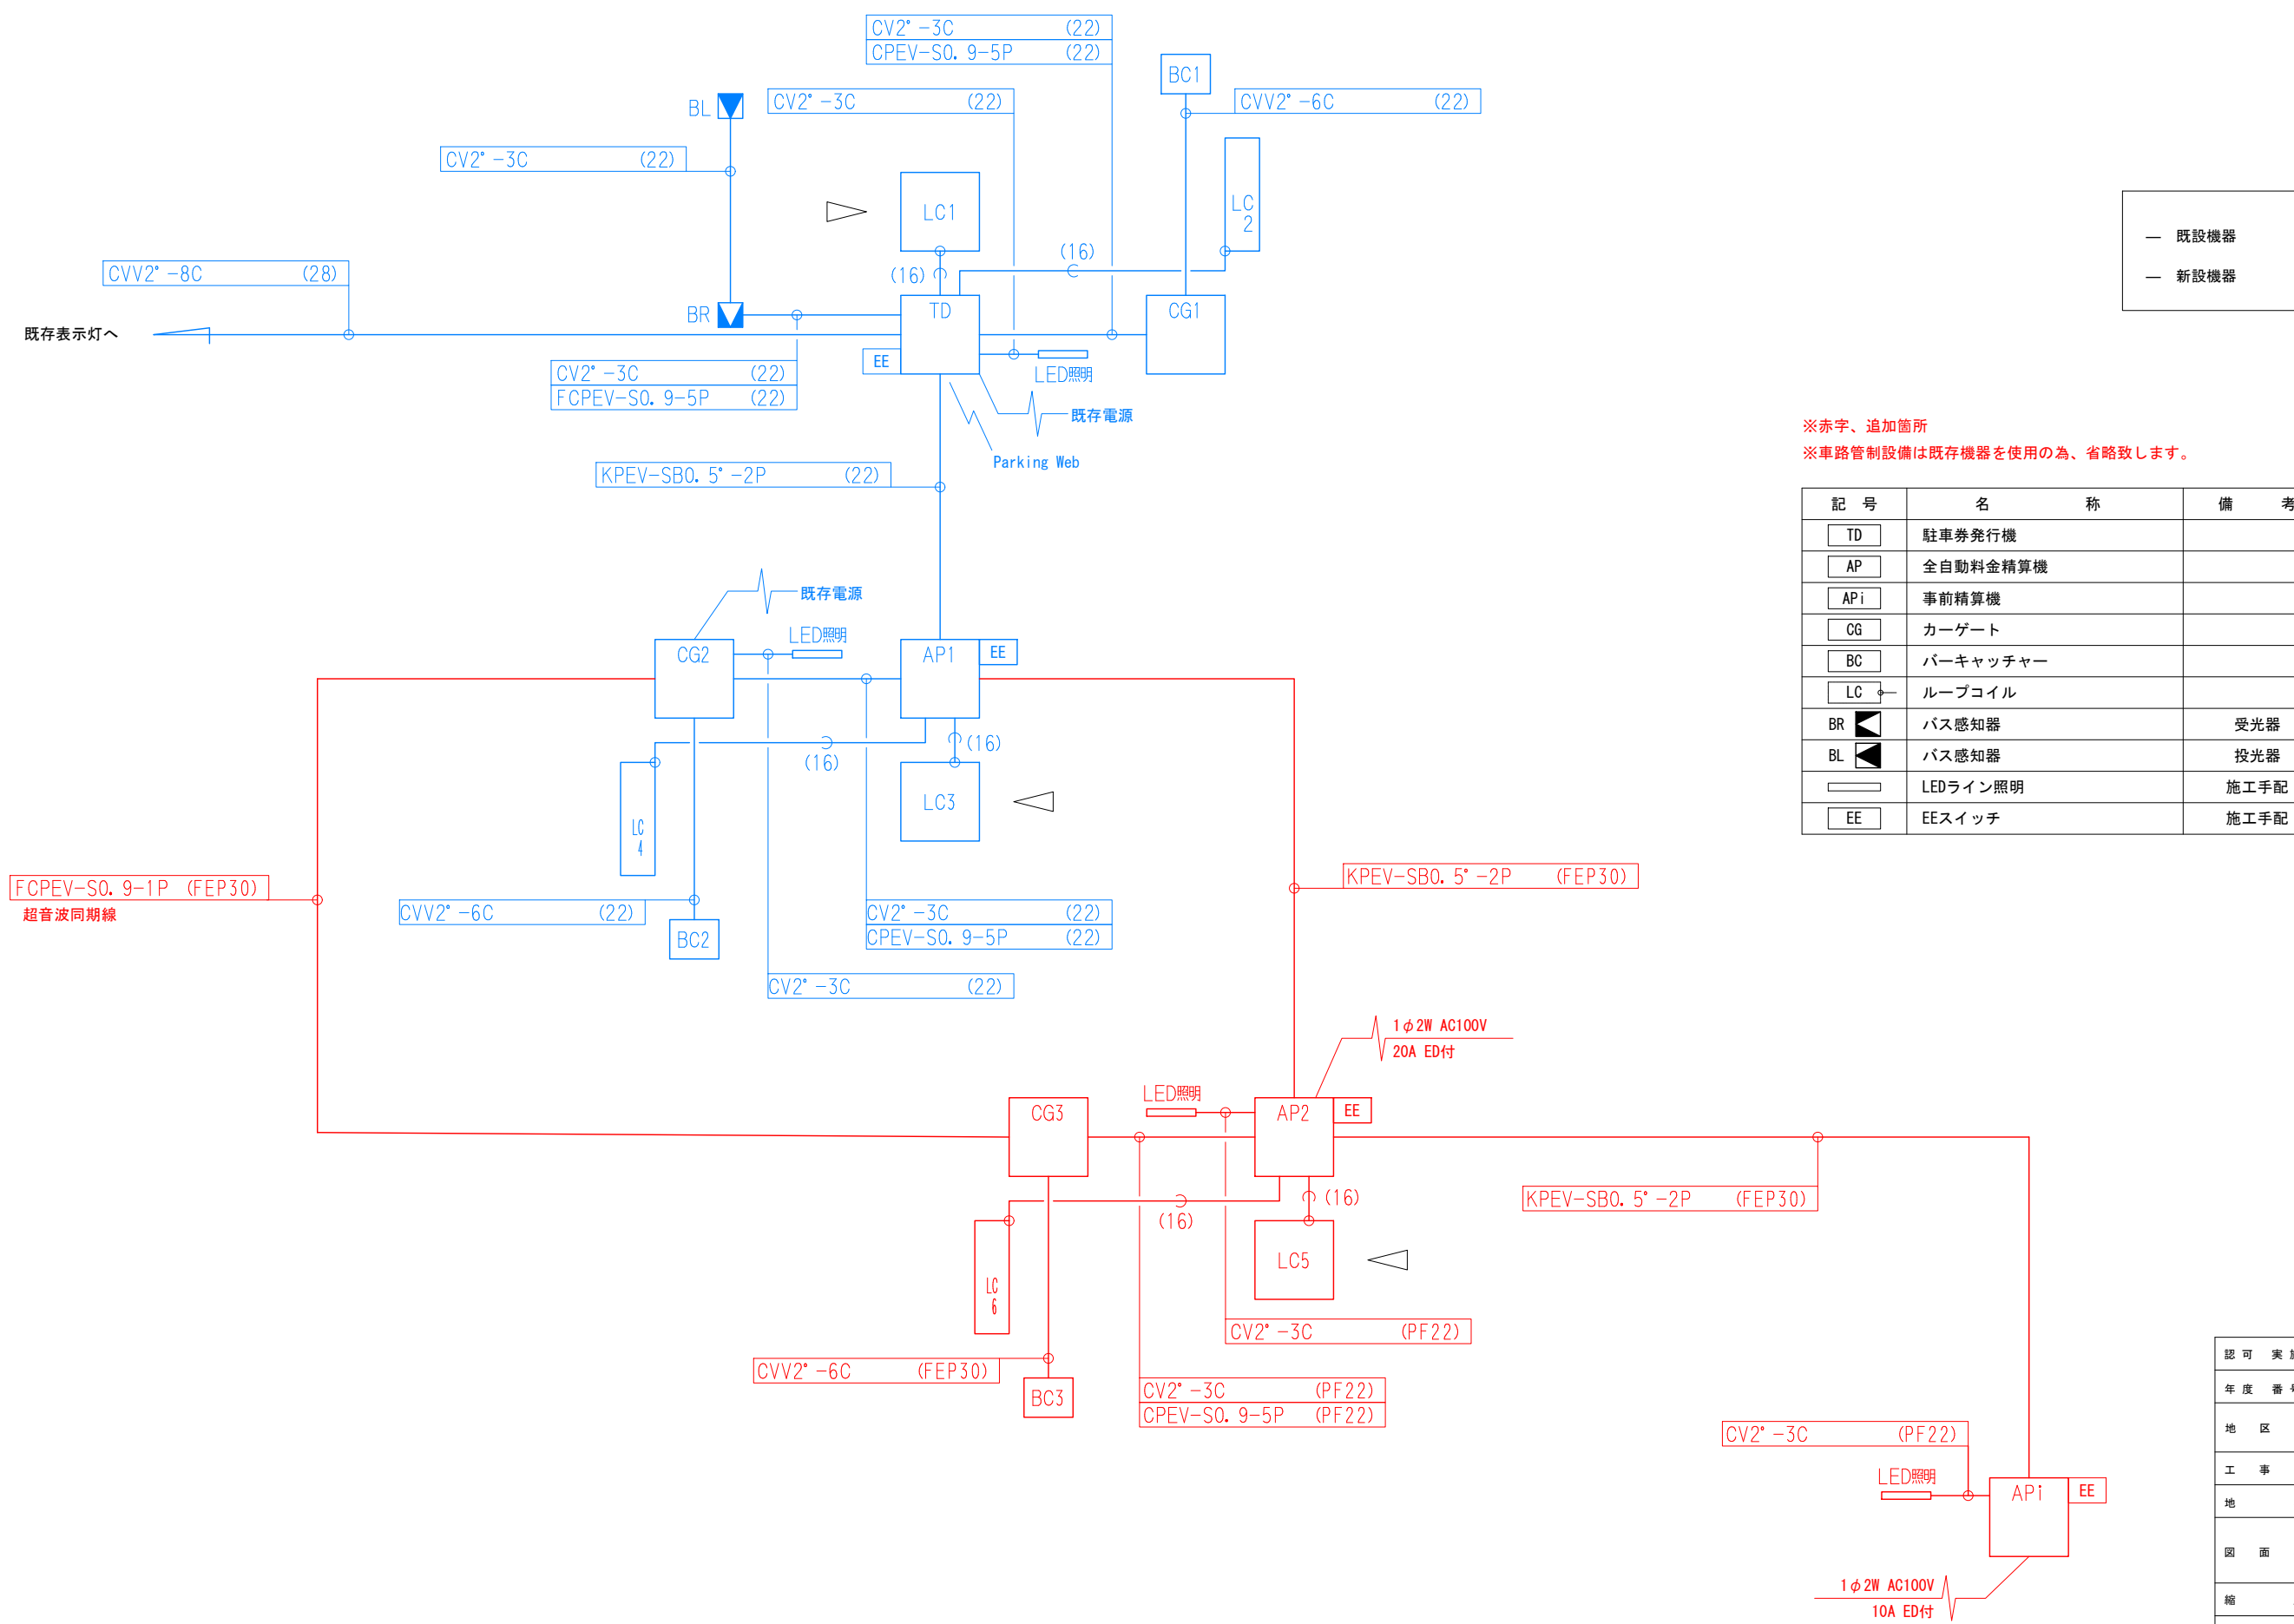 CV2°-3C (22)
CPEV-S0.9-5P (22)
BC1
CV2°-3C (22)
CVV2°-6C (22)
BL
CV2°-3C (22)
LC1
LC
2
(16)
(16)
CVV2°-8C (28)
既存表示灯へ
BR
TD
CG1
EE
LED照明
CV2°-3C (22)
FCPEV-S0.9-5P (22)
既存電源
Parking Web
KPEV-SB0.5°-2P (22)
― 既設機器
― 新設機器
※赤字、追加箇所
※車路管制設備は既存機器を使用の為、省略致します。
記号 名称 備考
TD 駐車券発行機
AP 全自動料金精算機
APi 事前精算機
CG カーゲート
BC バーキャッチャー
LC ループコイル
BR バス感知器 受光器
BL バス感知器 投光器
LEDライン照明 施工手配
EE EEスイッチ 施工手配
既存電源
LED照明
CG2
AP1
EE
(16)
(16)
LC3
LC
4
FCPEV-S0.9-1P (FEP30)
超音波同期線
KPEV-SB0.5°-2P (FEP30)
CVV2°-6C (22)
BC2
CV2°-3C (22)
CPEV-S0.9-5P (22)
CV2°-3C (22)
1φ2W AC100V
20A ED付
LED照明
CG3
AP2
EE
KPEV-SB0.5°-2P (FEP30)
(16)
(16)
LC5
LC
6
CV2°-3C (PF22)
CVV2°-6C (FEP30)
BC3
CV2°-3C (PF22)
CPEV-S0.9-5P (PF22)
CV2°-3C (PF22)
LED照明
APi
EE
1φ2W AC100V
10A ED付
認可 実
年度 番
地区
工事
地
図面
縮